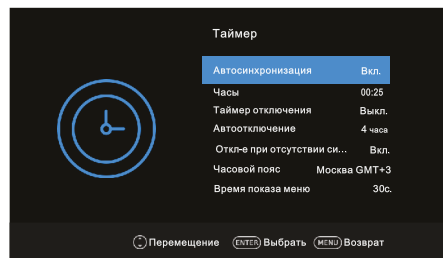 Таймер
Автосинхронизация Вкл.
Часы 00:25
Таймер отключения Выкл.
Автоотключение 4 часа
Откл-е при отсутствии си... Вкл.
Часовой пояс Москва GMT+3
Время показа меню 30с.
Перемещение ENTER Выбрать MENU Возврат